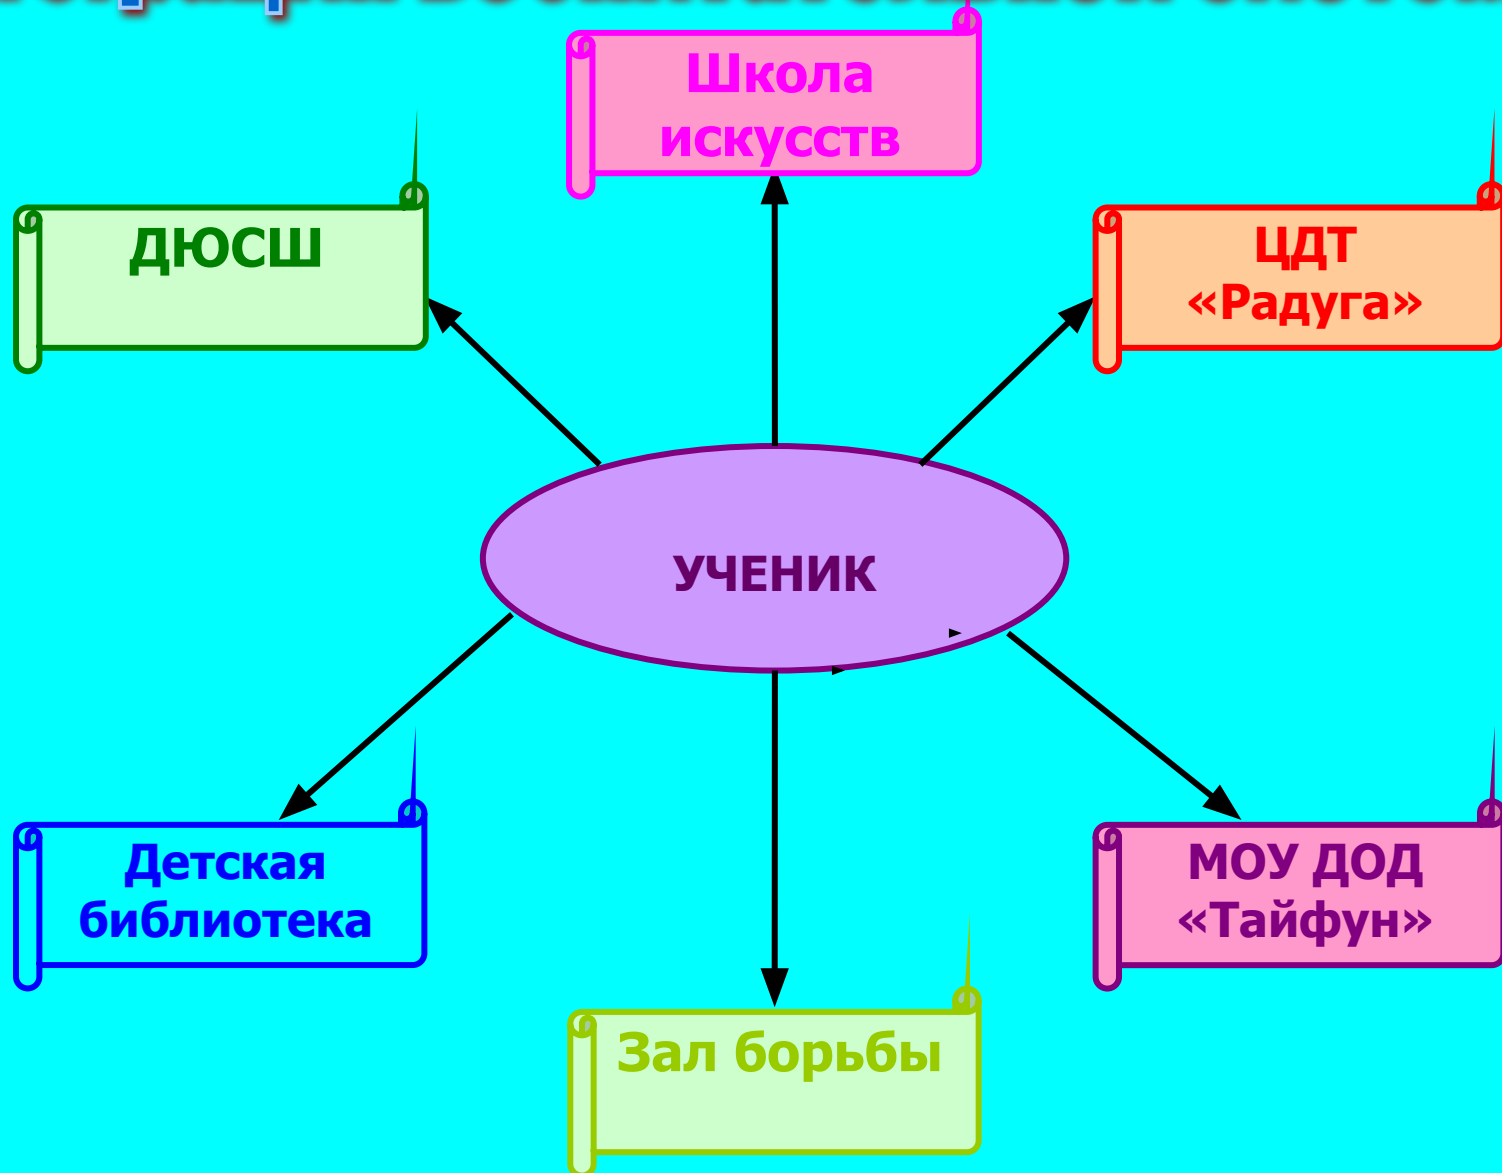 Школа
искусств
ДЮСШ
ЦДТ
«Радуга»
УЧЕНИК
Детская
библиотека
МОУ ДОД
«Тайфун»
Зал борьбы